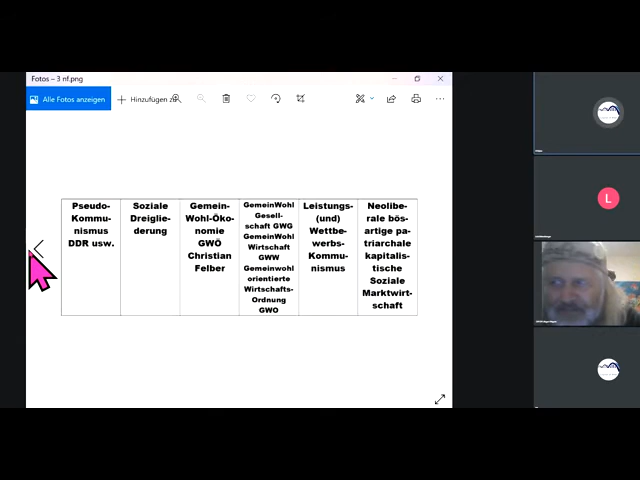 Fotos – 3 nf.png
Alle Fotos anzeigen
Hinzufügen zu
Pseudo-
Kommu-
nismus
DDR usw.
Soziale
Dreiglie-
derung
Gemein-
Wohl-Öko-
nomie
GWÖ
Christian
Felber
GemeinWohl
Gesell-
schaft GWG
GemeinWohl
Wirtschaft
GWW
Gemeinwohl
orientierte
Wirtschafts-
Ordnung
GWO
Leistungs-
(und)
Wettbe-
werbs-
Kommu-
nismus
Neolibe-
rale bös-
artige pa-
triarchale
kapitalis-
tische
Soziale
Marktwirt-
schaft
L